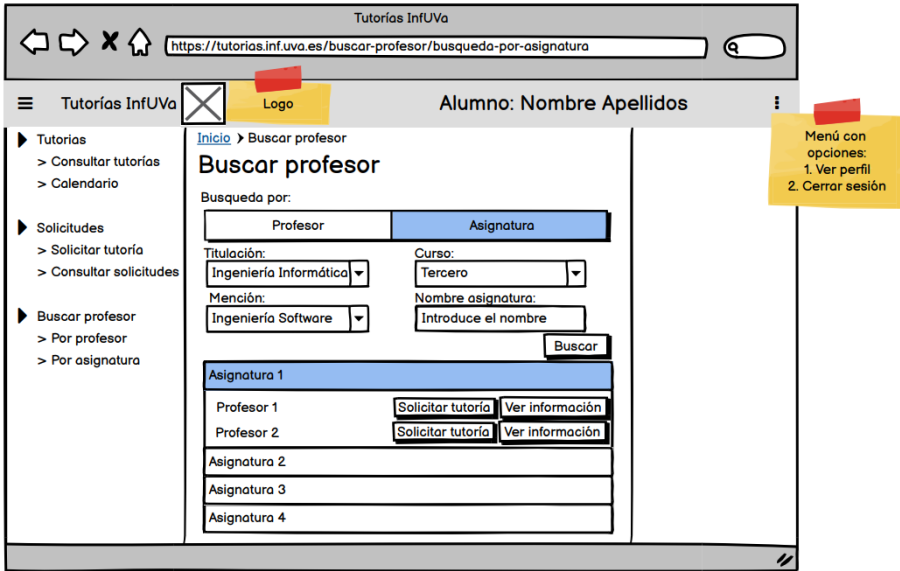 Tutorías InfUVa
https://tutorias.inf.uva.es/buscar-profesor/busqueda-por-asignatura
Tutorías InfUVa
Logo
Alumno: Nombre Apellidos
Menú con
opciones:
1. Ver perfil
2. Cerrar sesión
Tutorias
> Consultar tutorías
> Calendario
Solicitudes
> Solicitar tutoría
> Consultar solicitudes
Buscar profesor
> Por profesor
> Por asignatura
Inicio > Buscar profesor
Buscar profesor
Busqueda por:
Profesor Asignatura
Titulación: Curso:
Ingeniería Informática Tercero
Mención: Nombre asignatura:
Ingeniería Software Introduce el nombre
Buscar
Asignatura 1
Profesor 1 Solicitar tutoría Ver información
Profesor 2 Solicitar tutoría Ver información
Asignatura 2
Asignatura 3
Asignatura 4